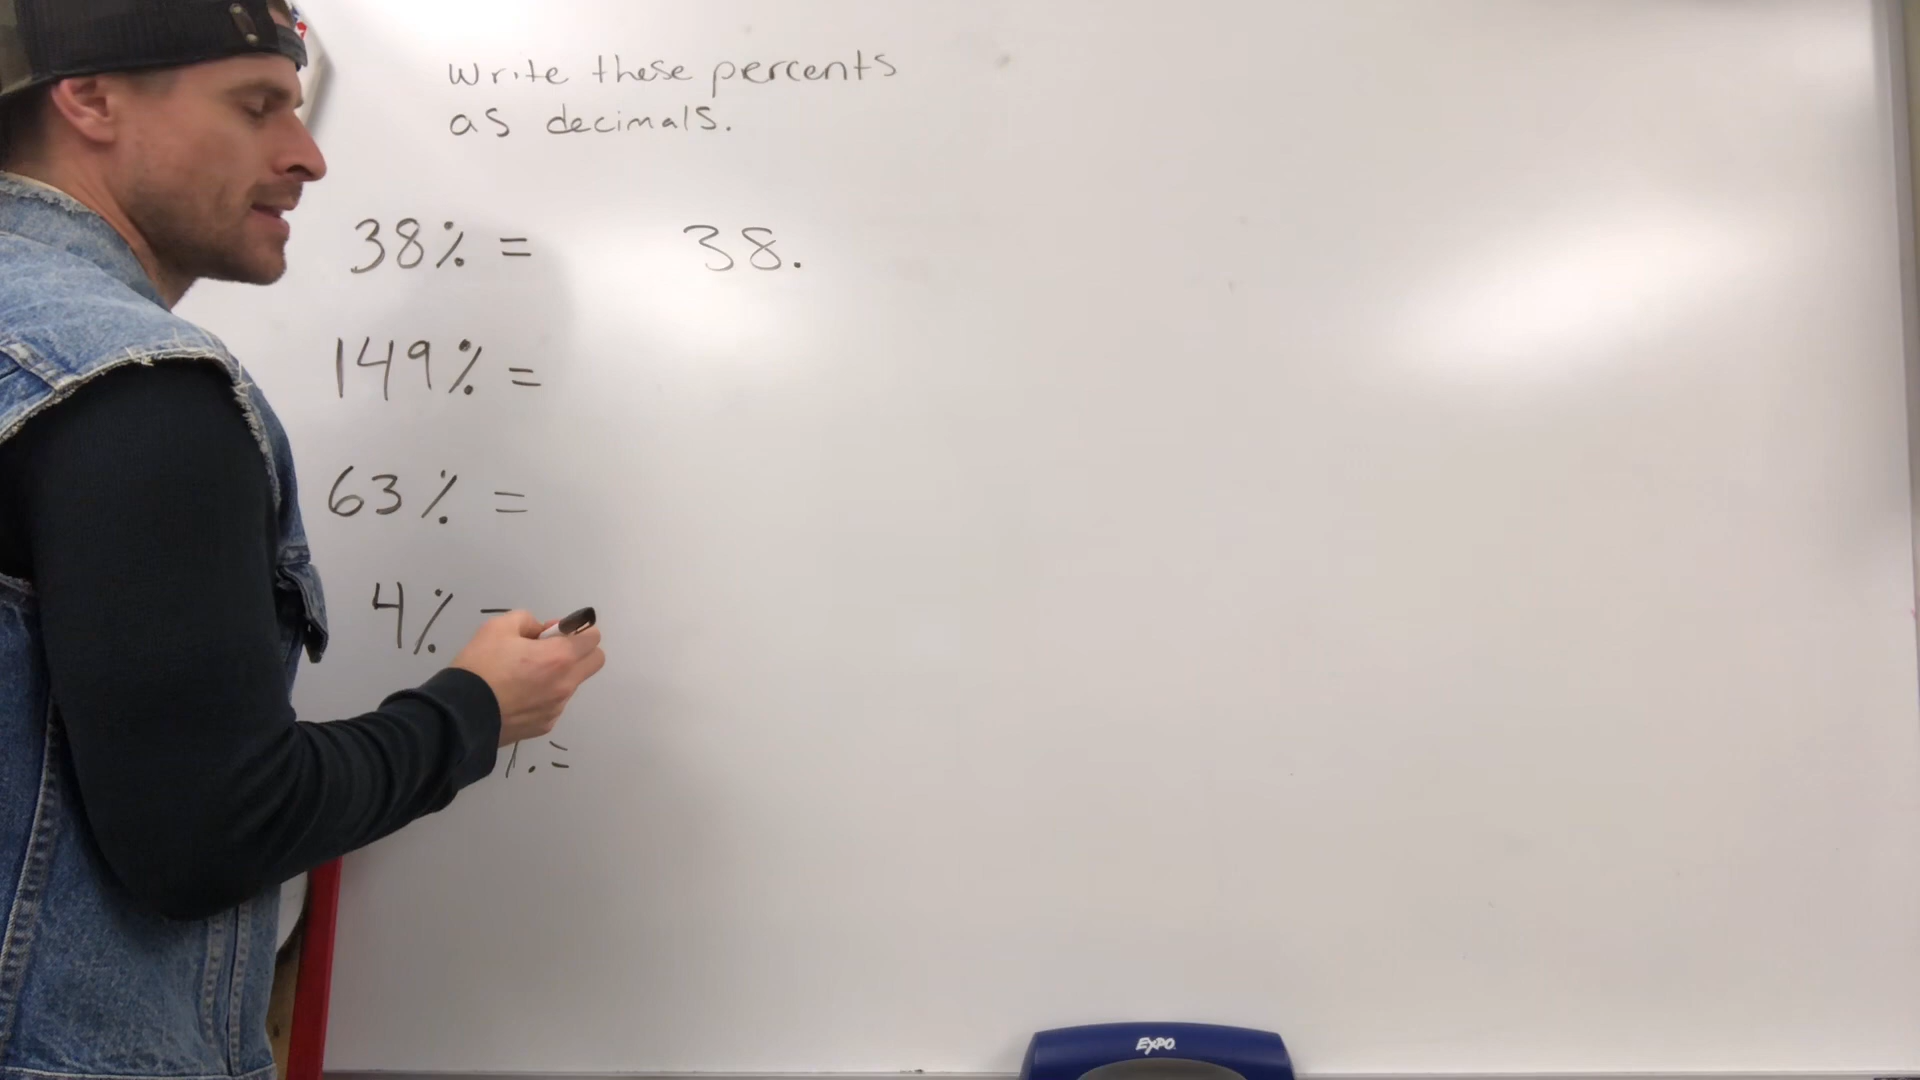 Write these percents
as decimals.
38% = 38.
149% =
63% =
4% =
% =
EXPO